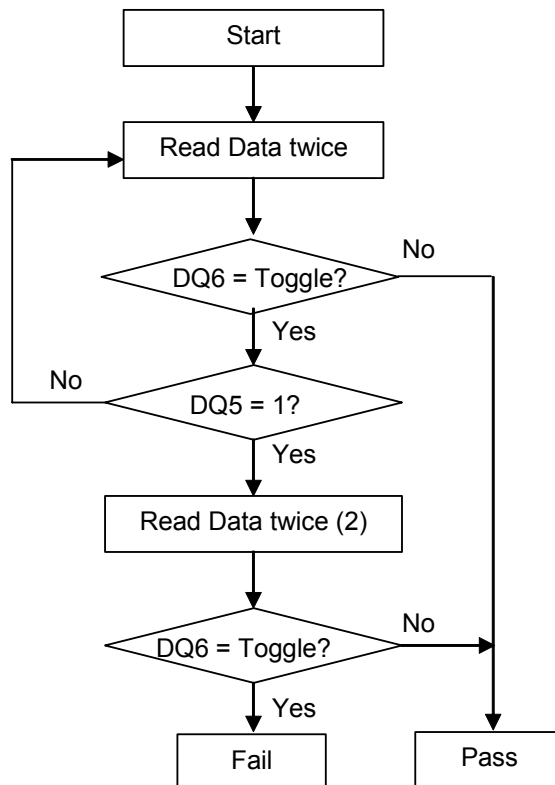 Start
Read Data twice
No
DQ6 = Toggle?
Yes
No
DQ5 = 1?
Yes
Read Data twice (2)
No
DQ6 = Toggle?
Yes
Fail
Pass